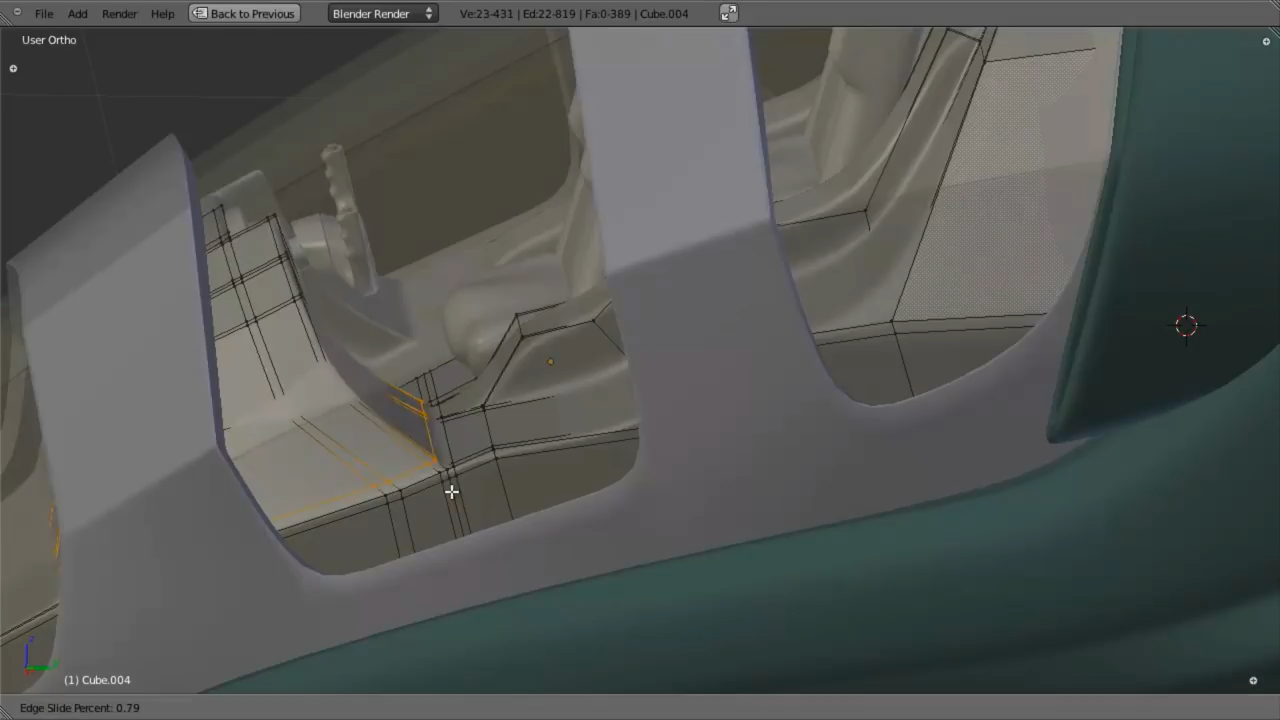 File Add Render Help Back to Previous Blender Render Ve:23-431 | Ed:22-819 | Fa:0-389 | Cube.004
User Ortho
(1) Cube.004
Edge Slide Percent: 0.79